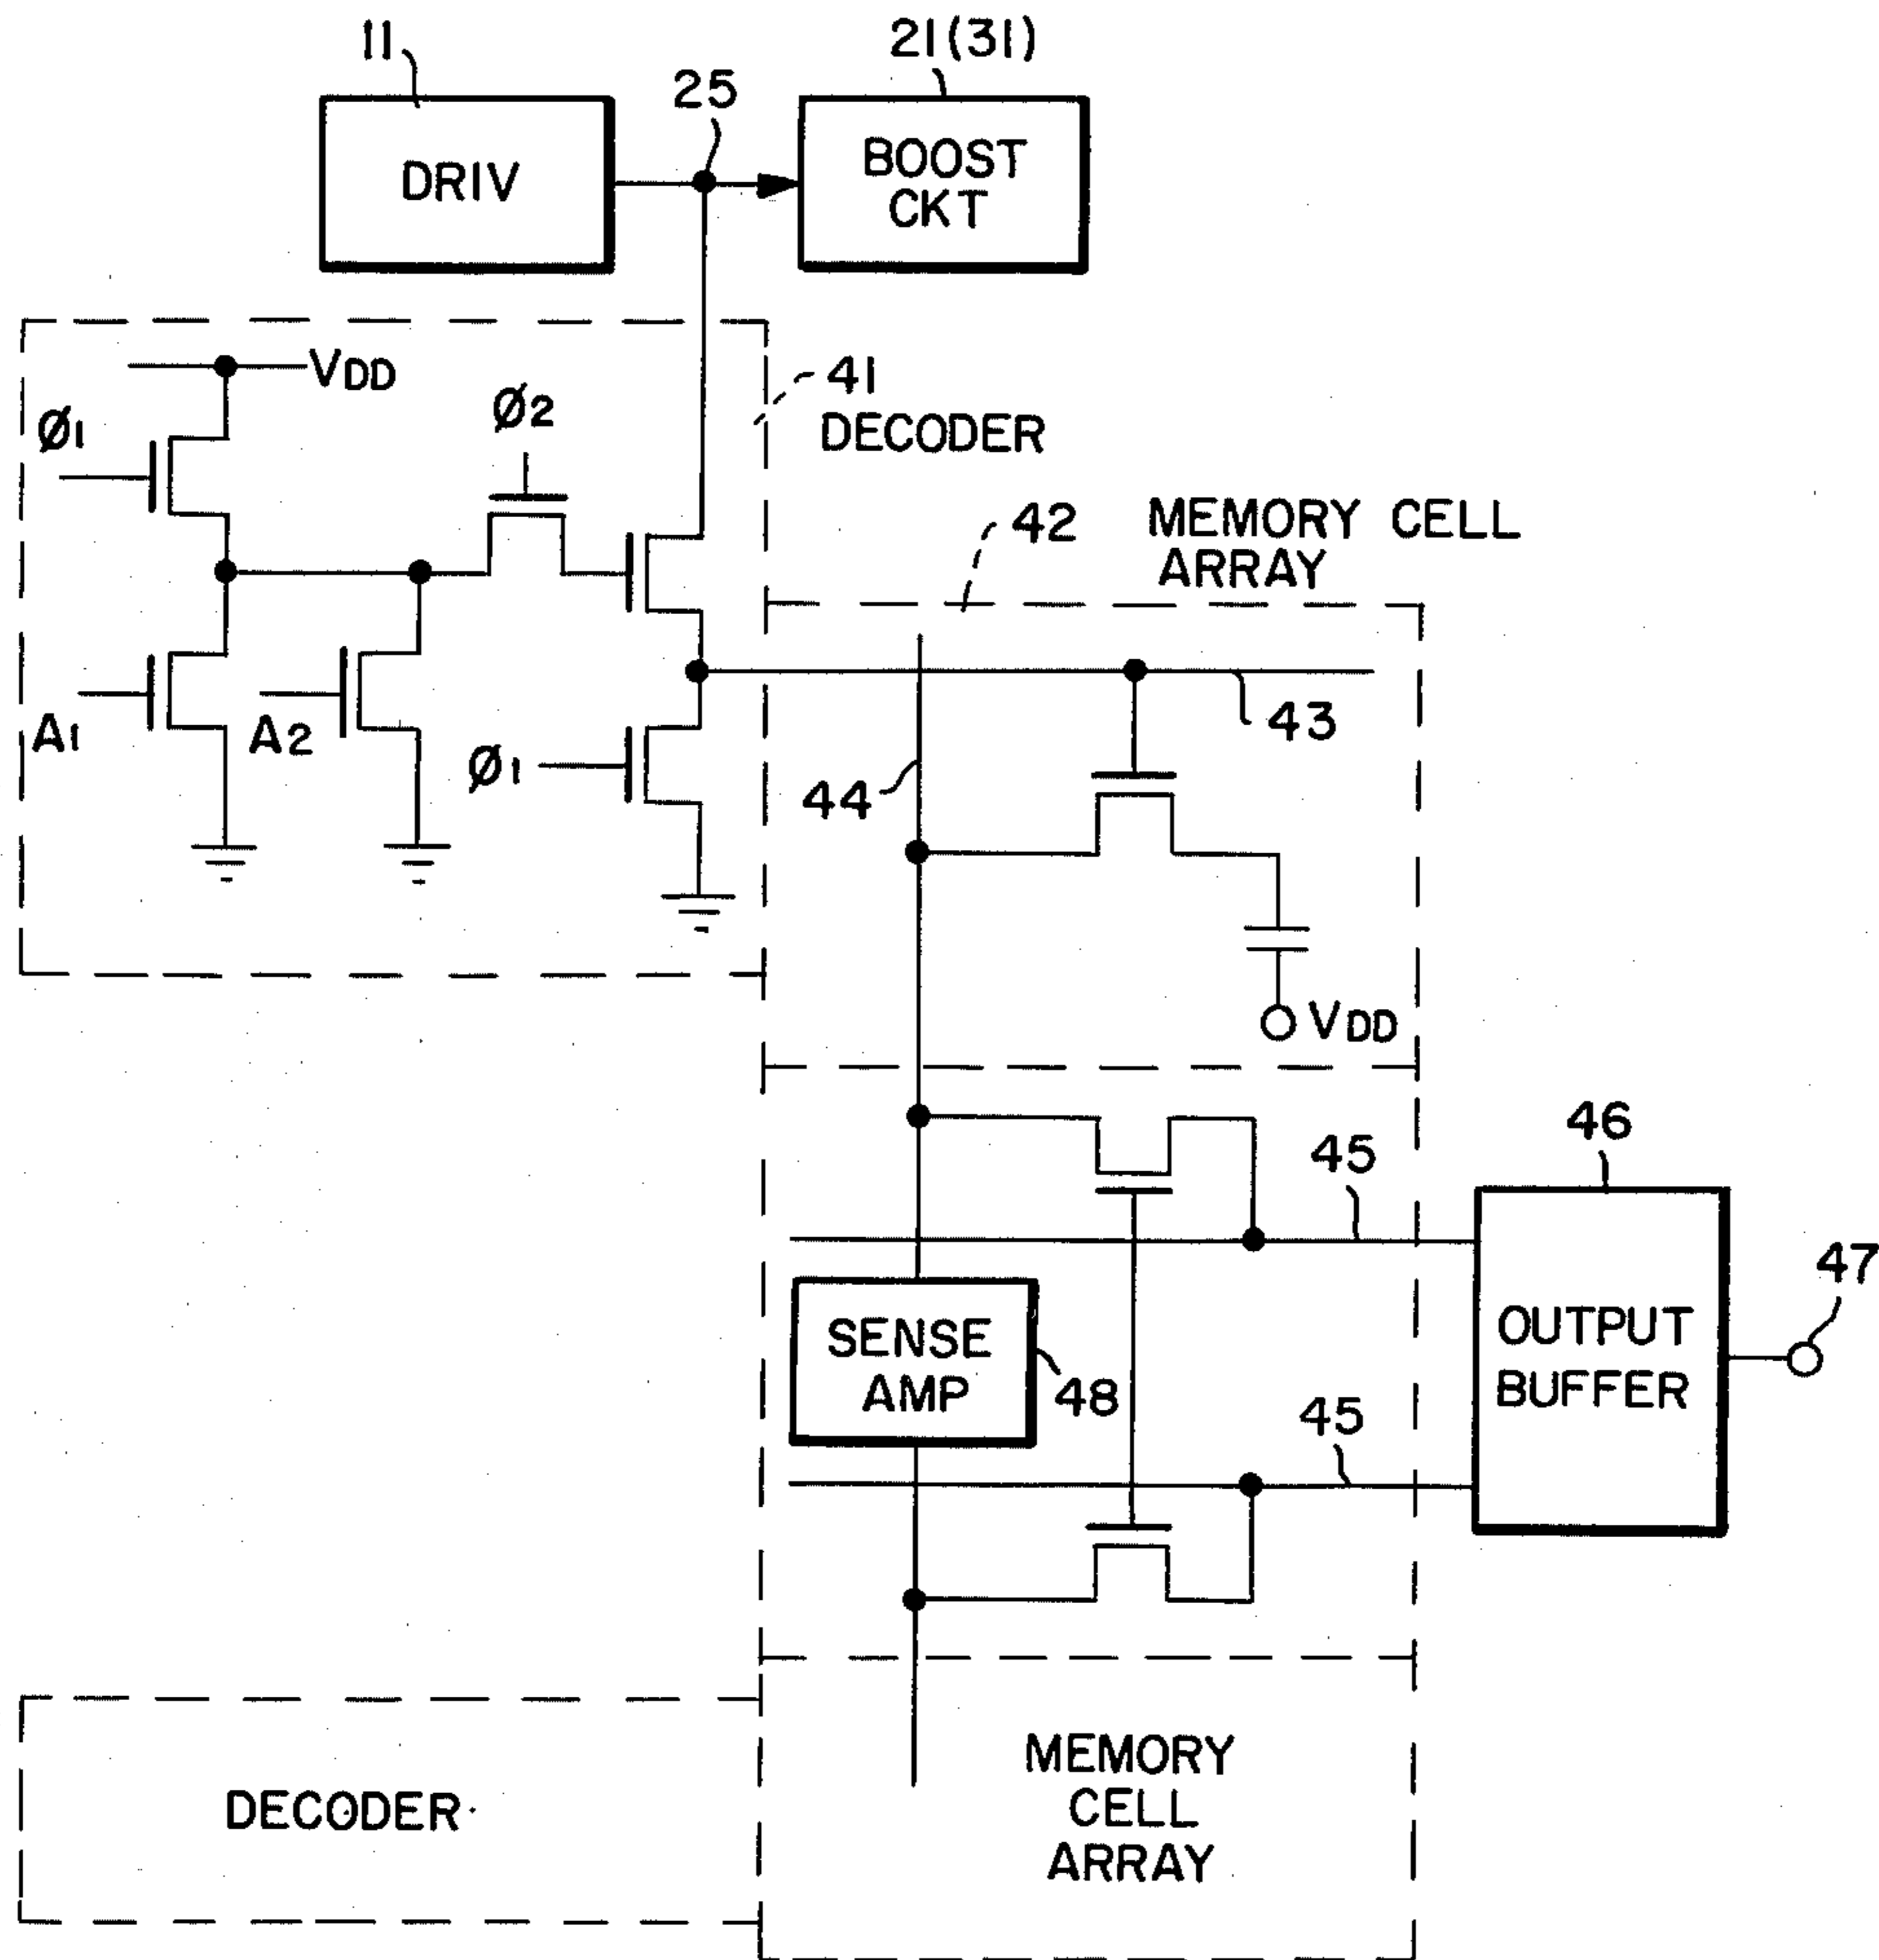 11
21(31)
25
DRIV
BOOST
CKT
VDD
41
DECODER
Ø1
Ø2
42
MEMORY CELL
ARRAY
A1
A2
Ø1
43
44
VDD
46
45
47
SENSE
AMP
48
OUTPUT
BUFFER
45
DECODER
MEMORY
CELL
ARRAY